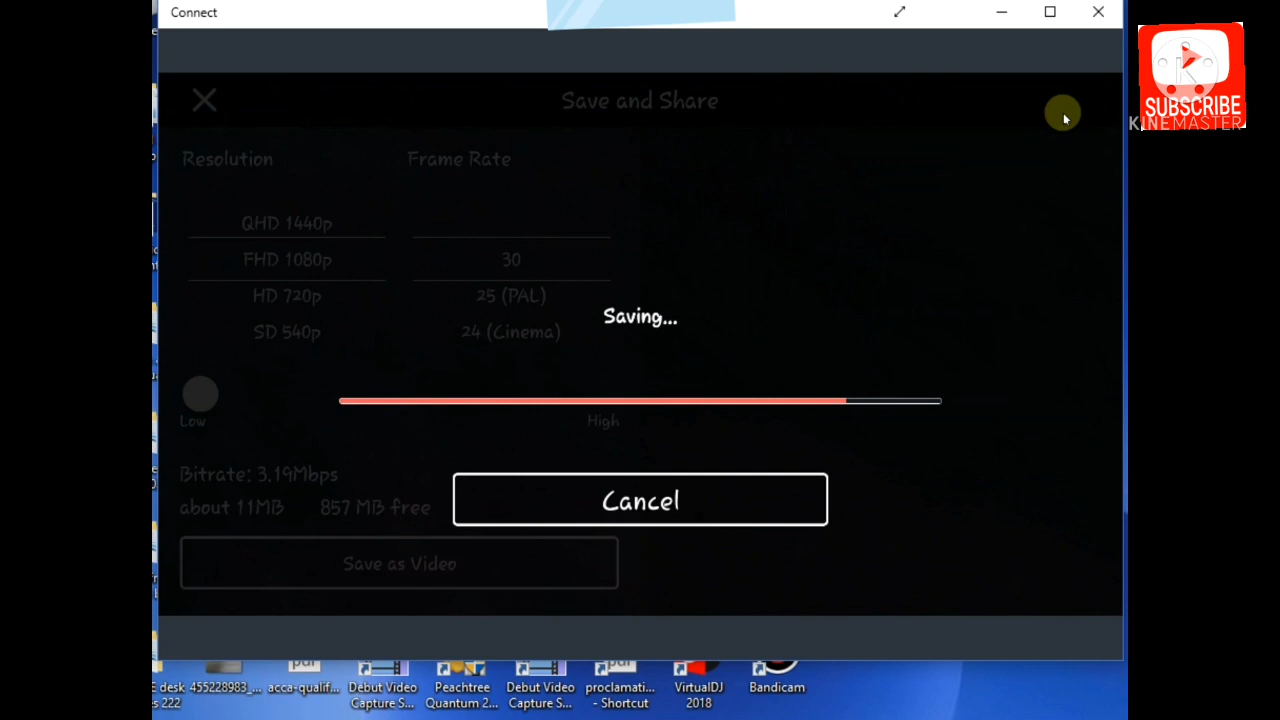 Connect
Save and Share
Resolution
Frame Rate
QHD 1440p
FHD 1080p
30
HD 720p
25 (PAL)
SD 540p
24 (Cinema)
Saving...
Low
High
Bitrate: 3.19Mbps
about 11MB
857 MB free
Cancel
Save as Video
SUBSCRIBE
KINEMASTER
E desk
s 222
455228983_...
acca-qualif...
Debut Video
Capture S...
Peachtree
Quantum 2...
Debut Video
Capture S...
proclamati...
- Shortcut
VirtualDJ
2018
Bandicam